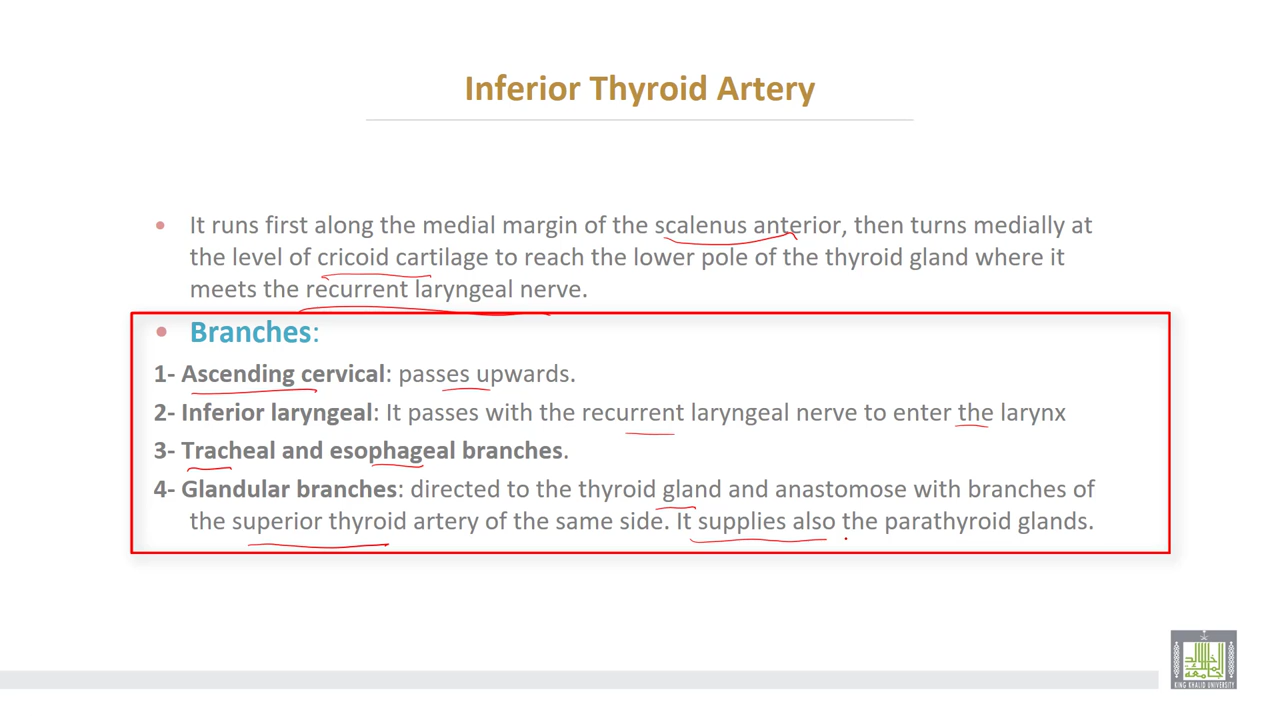 Inferior Thyroid Artery
• It runs first along the medial margin of the scalenus anterior, then turns medially at
the level of cricoid cartilage to reach the lower pole of the thyroid gland where it
meets the recurrent laryngeal nerve.
• Branches:
1- Ascending cervical: passes upwards.
2- Inferior laryngeal: It passes with the recurrent laryngeal nerve to enter the larynx
3- Tracheal and esophageal branches.
4- Glandular branches: directed to the thyroid gland and anastomose with branches of
the superior thyroid artery of the same side. It supplies also the parathyroid glands.
KING KHALID UNIVERSITY